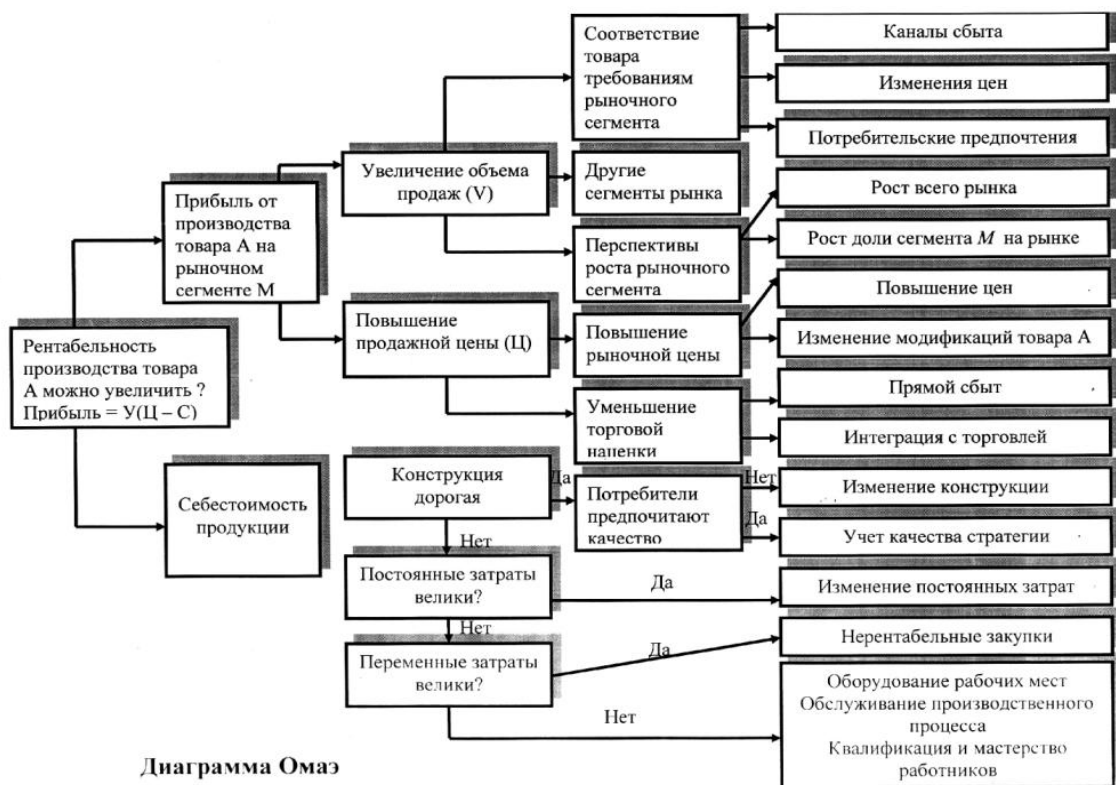 Рентабельность
производства товара
А можно увеличить ?
Прибыль = У(Ц – С)
Прибыль от
производства
товара А на
рыночном
сегменте М
Себестоимость
продукции
Увеличение объема
продаж (V)
Повышение
продажной цены (Ц)
Конструкция
дорогая
Да
Нет
Постоянные затраты
велики?
Да
Нет
Переменные затраты
велики?
Да
Нет
Соответствие
товара
требованиям
рыночного
сегмента
Другие
сегменты рынка
Перспективы
роста рыночного
сегмента
Повышение
рыночной цены
Уменьшение
торговой
наценки
Потребители
предпочитают
качество
Нет
Да
Каналы сбыта
Изменения цен
Потребительские предпочтения
Рост всего рынка
Рост доли сегмента М на рынке
Повышение цен
Изменение модификаций товара А
Прямой сбыт
Интеграция с торговлей
Изменение конструкции
Учет качества стратегии
Изменение постоянных затрат
Нерентабельные закупки
Оборудование рабочих мест
Обслуживание производственного
процесса
Квалификация и мастерство
работников
Диаграмма Омаэ